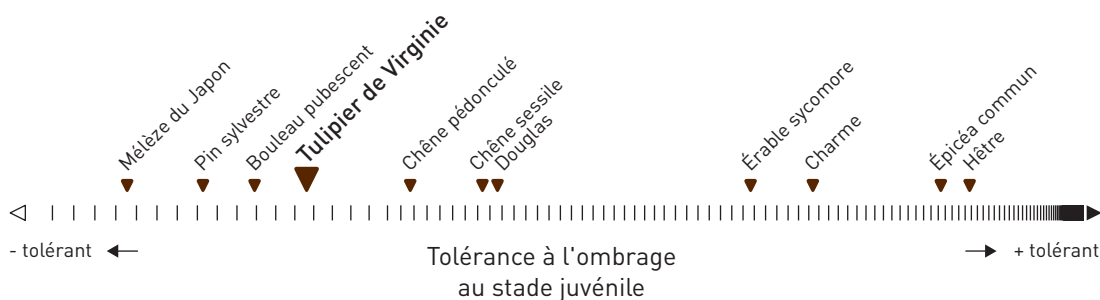 Mélèze du Japon
Pin sylvestre
Bouleau pubescent
Tulipier de Virginie
Chêne pédonculé
Chêne sessile
Douglas
Érable sycomore
Charme
Épicéa commun
Hêtre
- tolérant
+ tolérant
Tolérance à l'ombrage
au stade juvénile